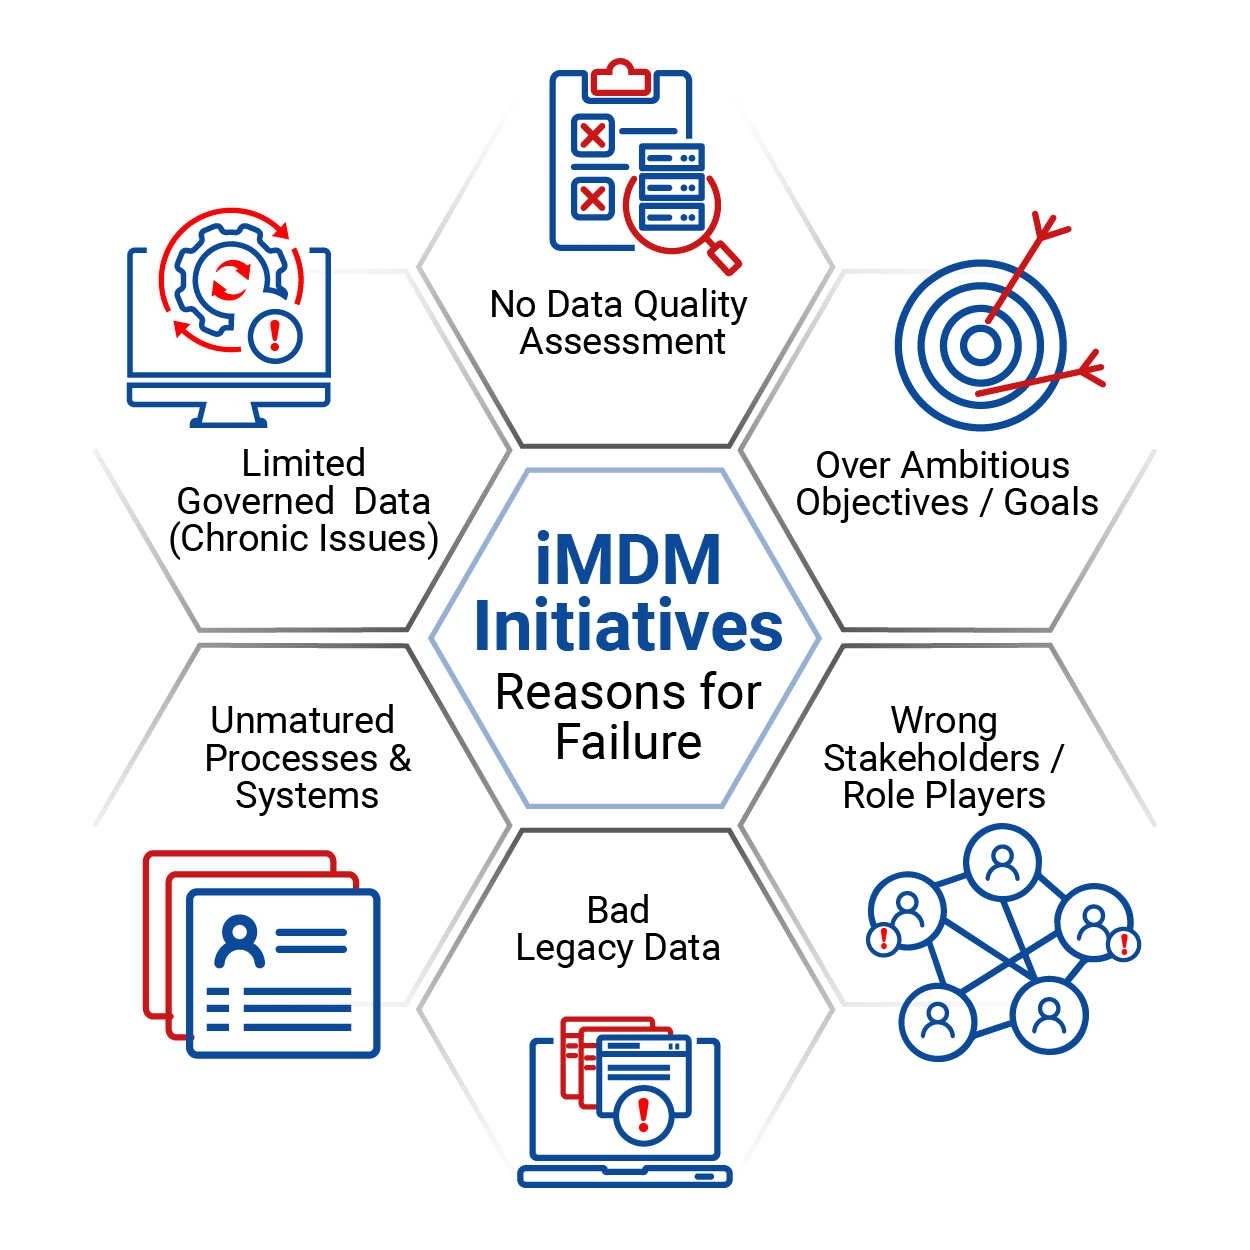 No Data Quality
Assessment
Limited
Governed  Data
(Chronic Issues)
Over Ambitious
Objectives / Goals
iMDM
Initiatives
Reasons for
Failure
Unmatured
Processes &
Systems
Wrong
Stakeholders /
Role Players
Bad
Legacy Data